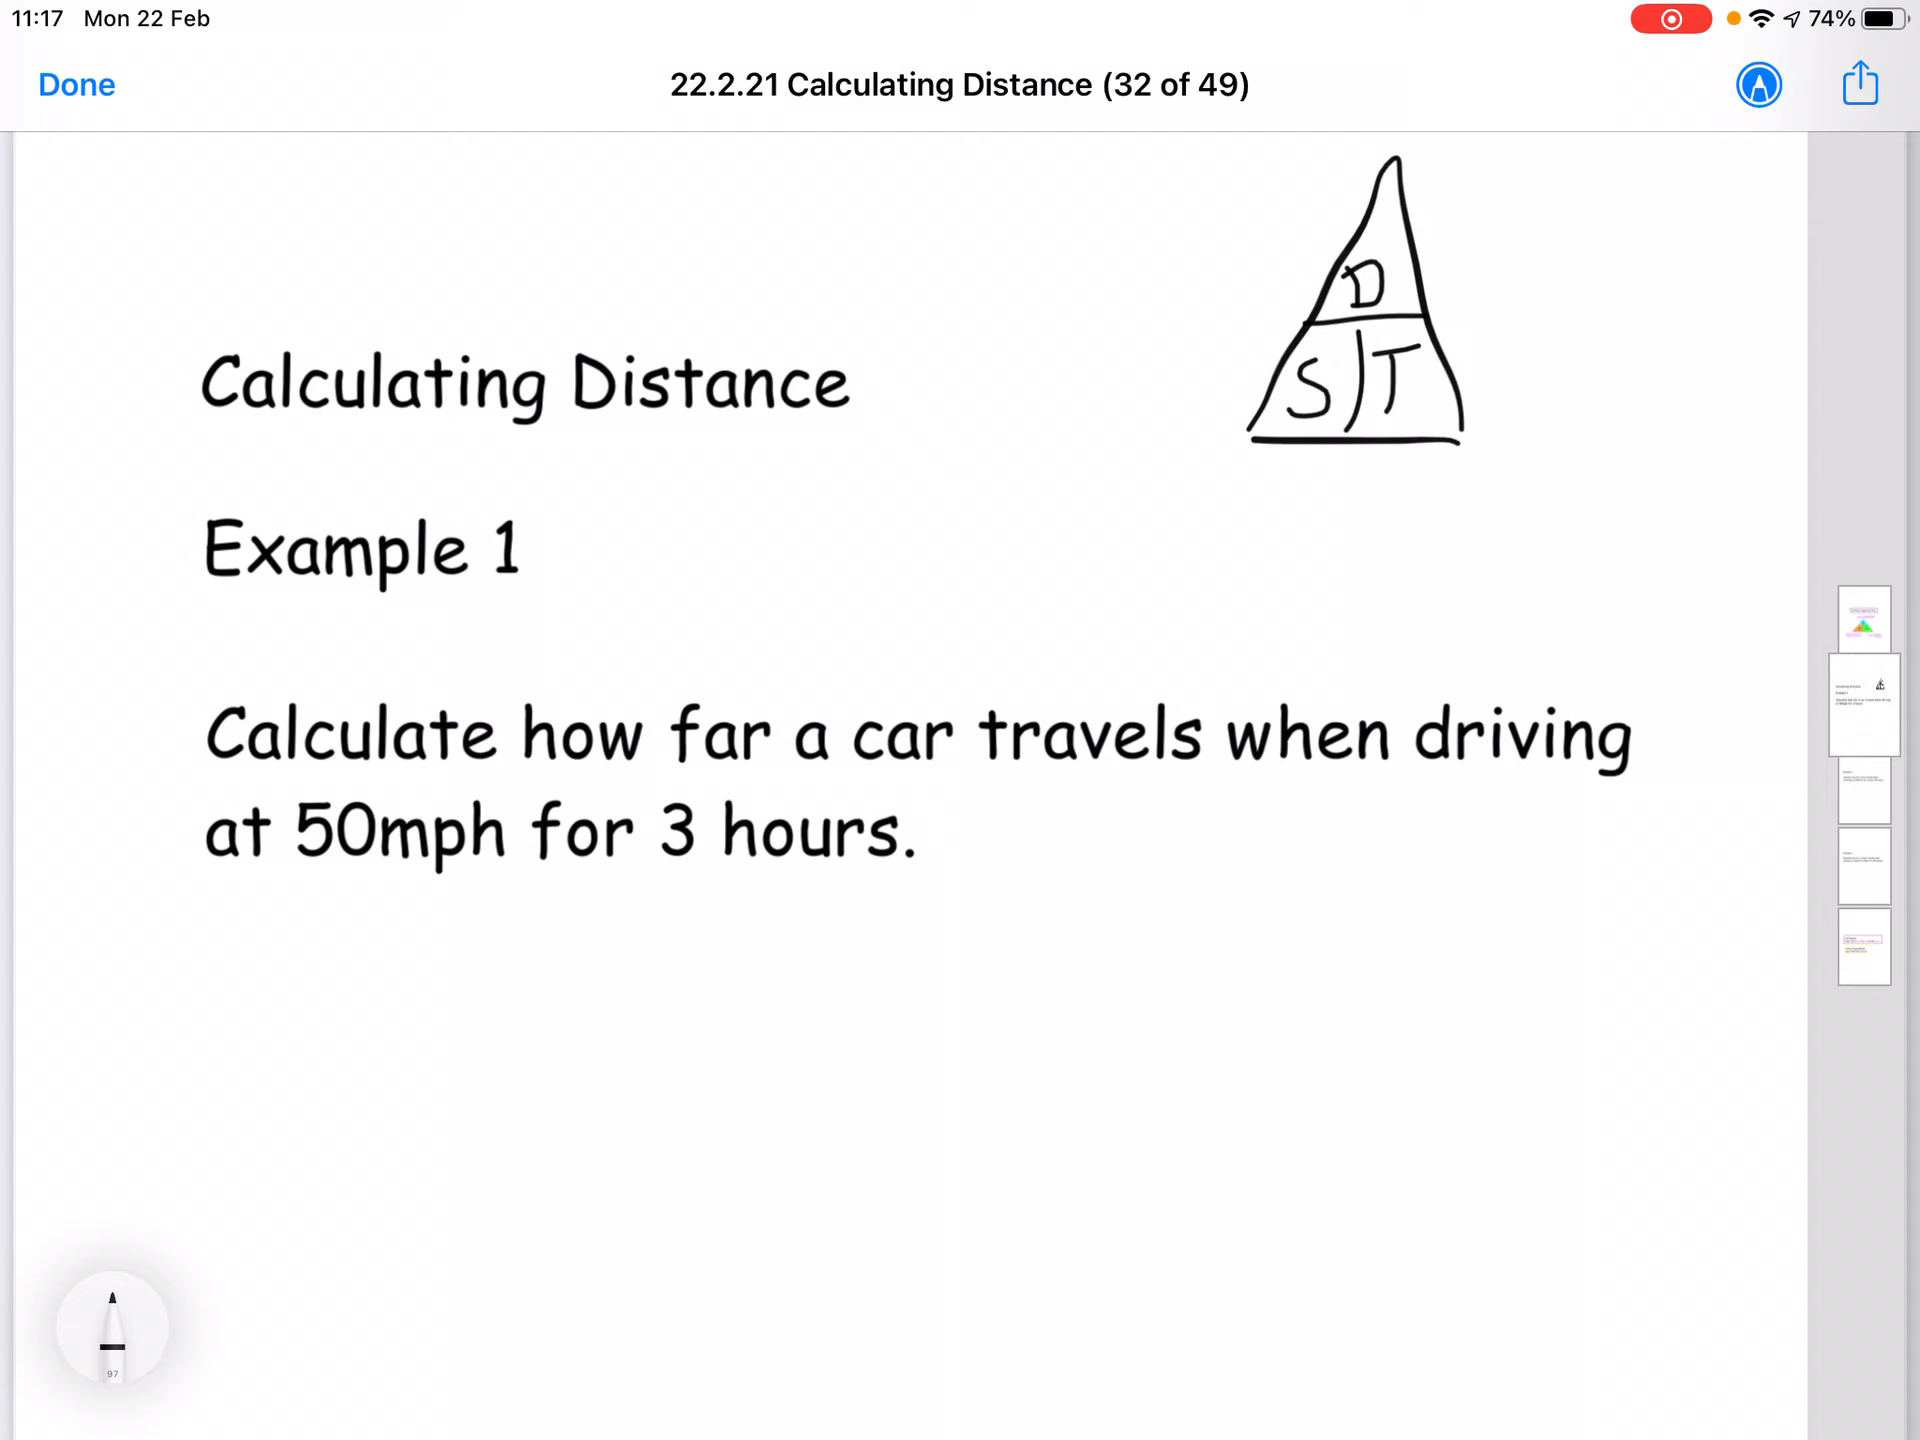 11:17 Mon 22 Feb
74%
Done
22.2.21 Calculating Distance (32 of 49)
D
S T
Calculating Distance
Example 1
Calculate how far a car travels when driving
at 50mph for 3 hours.
97